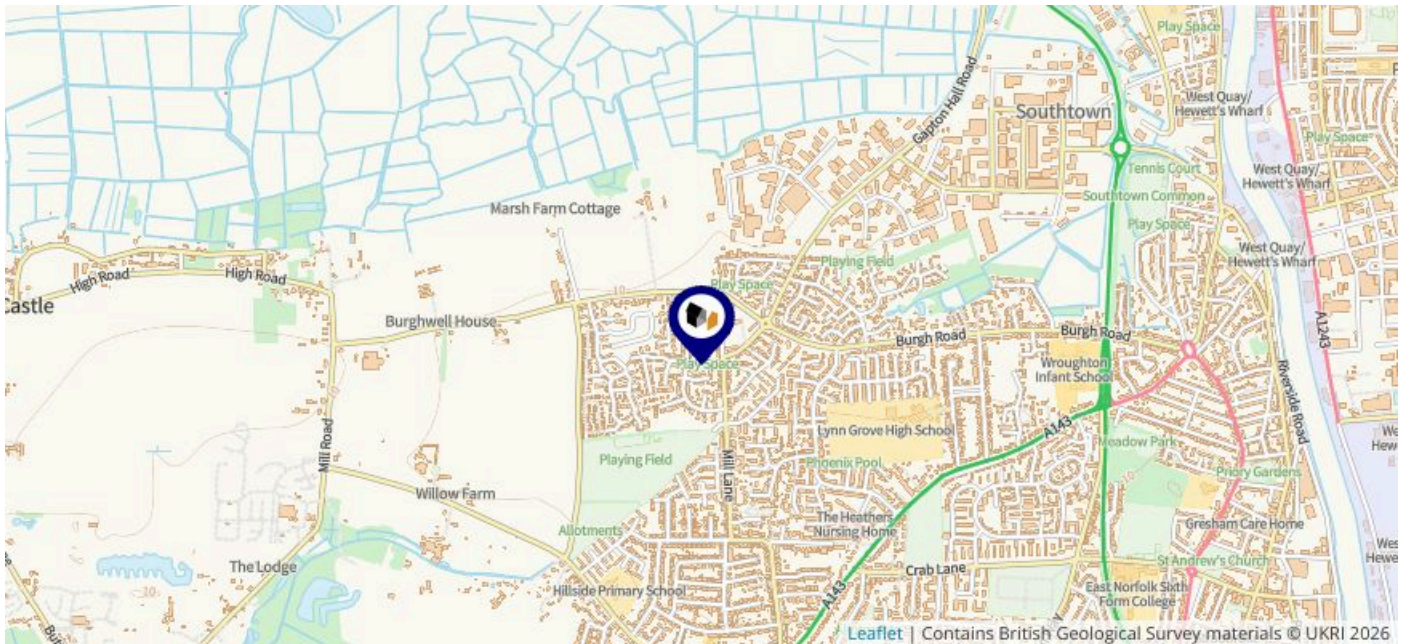 Play Space
Gapton Hall Road
Southtown
West Quay/
Hewett's Wharf
Play Space
Tennis Court
West Quay/
Hewett's Wharf
Southtown Common
Marsh Farm Cottage
Play Space
High Road
High Road
Castle
Playing Field
West Quay/
Hewett's Wharf
Play Space
10
Burghwell House
Burgh Road
Burgh Road
A1243
Play Space
Wroughton
Infant School
Riverside Road
Mill Road
Lynn Grove High School
A143
Meadow Park
Playing Field
Mill Lane
Phoenix Pool
10
Priory Gardens
Willow Farm
The Heathers
Nursing Home
Gresham Care Home
Allotments
The Lodge
10
Hillside Primary School
Crab Lane
St Andrew's Church
A143
East Norfolk Sixth
Form College
Leaflet | Contains British Geological Survey materials © UKRI 2026